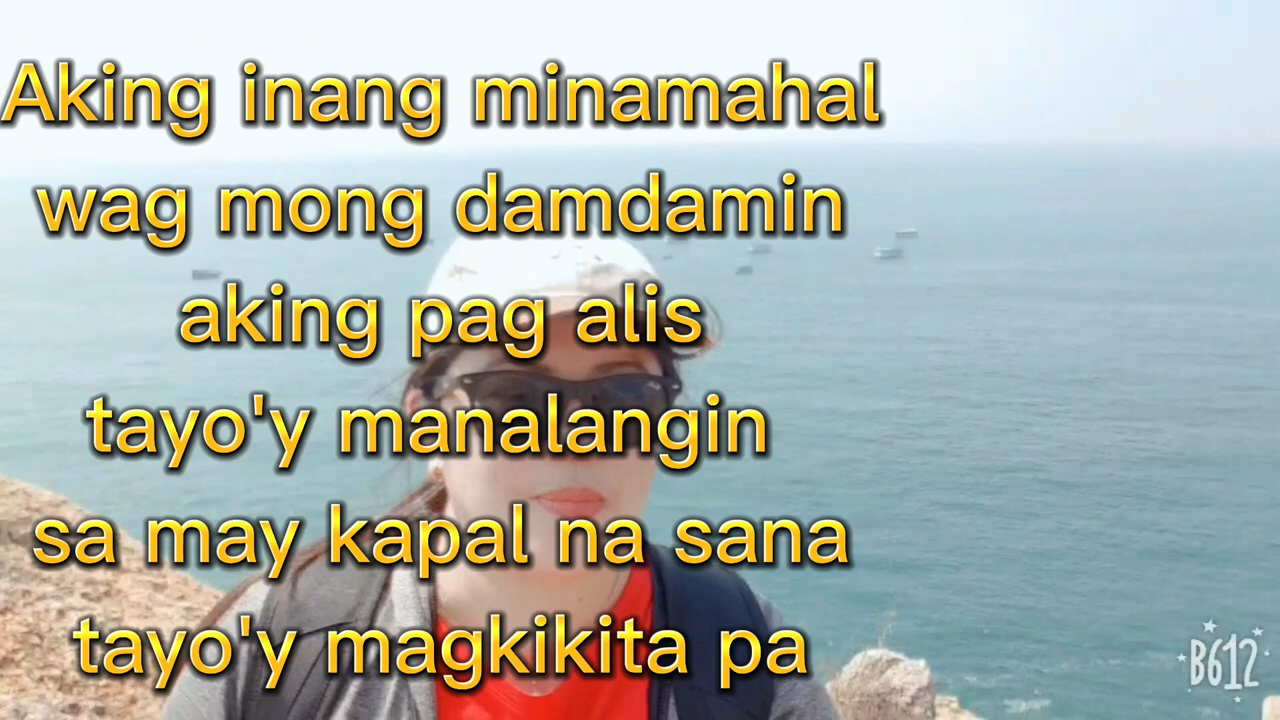 Aking inang minamahal
wag mong damdamin
aking pag alis
tayo'y manalangin
sa may kapal na sana
tayo'y magkikita pa
B612